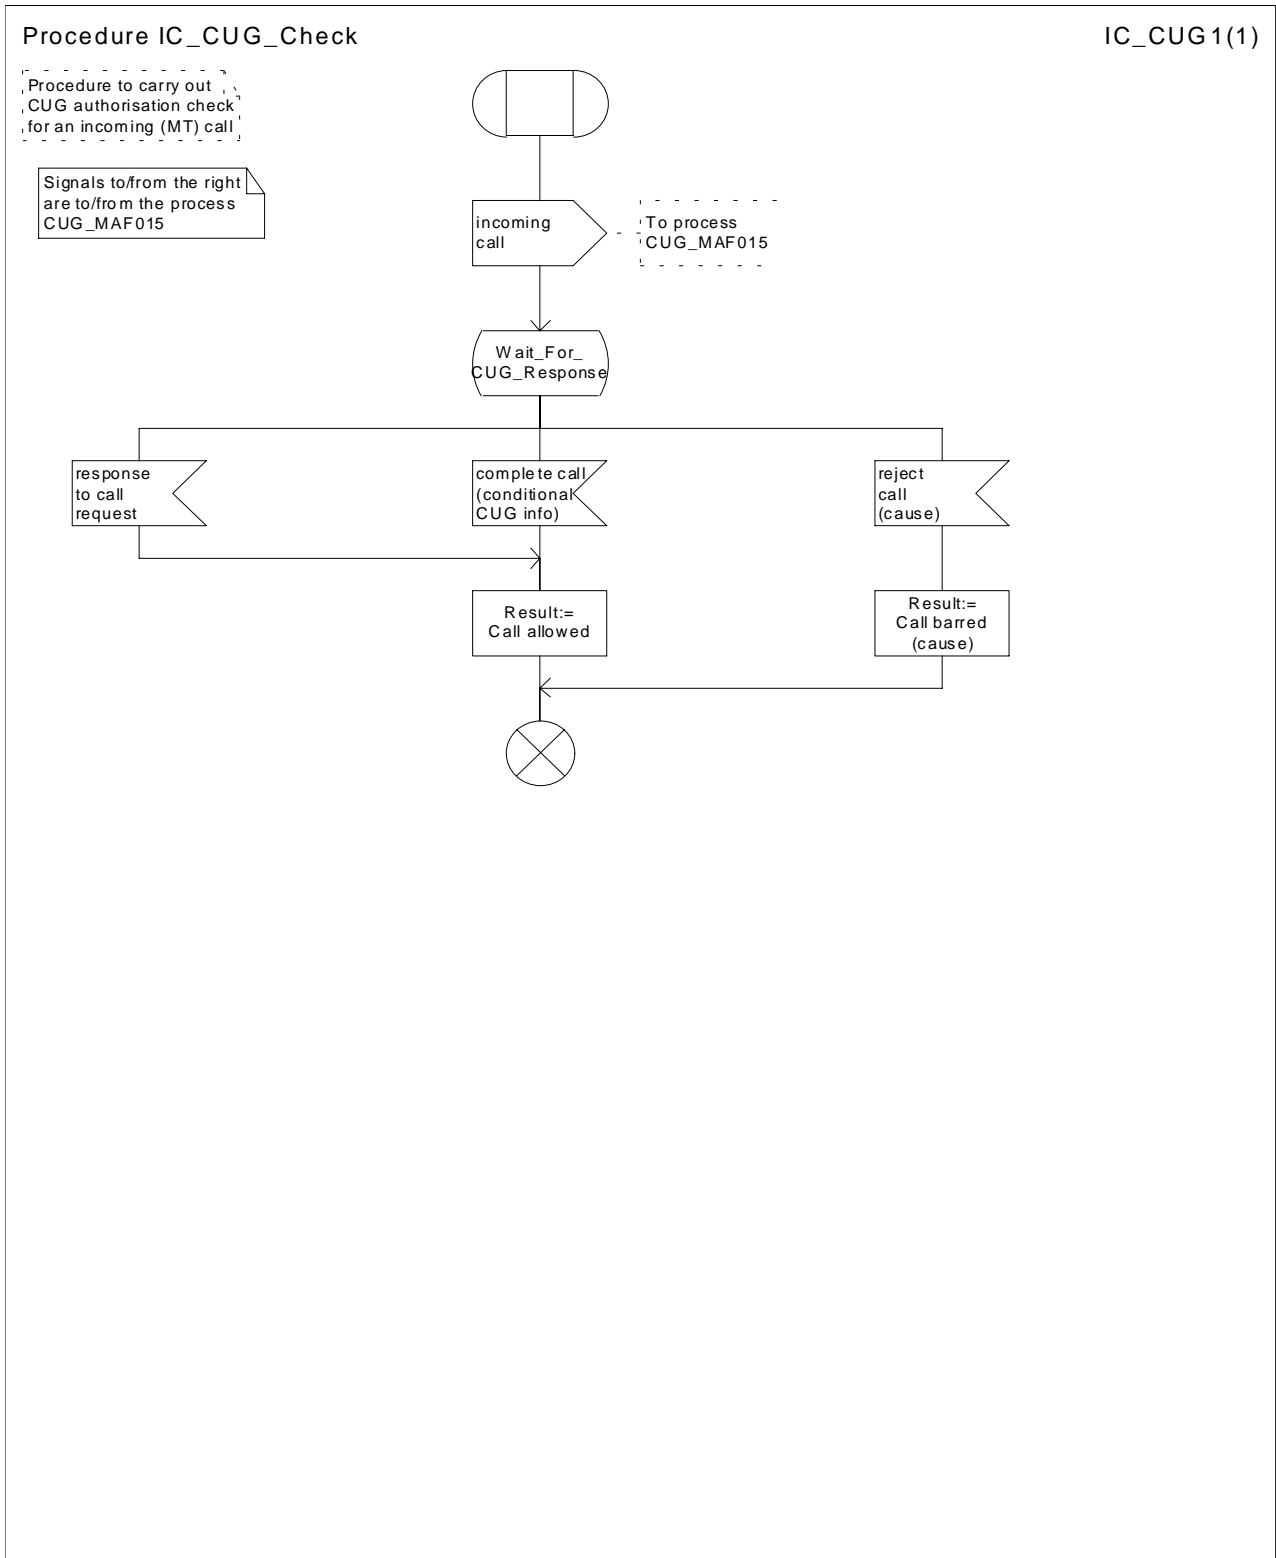 Procedure IC_CUG_Check
IC_CUG1(1)
Procedure to carry out
CUG authorisation check
for an incoming (MT) call
Signals to/from the right
are to/from the process
CUG_MAF015
incoming
call
To process
CUG_MAF015
Wait_For_
CUG_Response
response
to call
request
complete call
(conditional
CUG info)
reject
call
(cause)
Result:=
Call allowed
Result:=
Call barred
(cause)